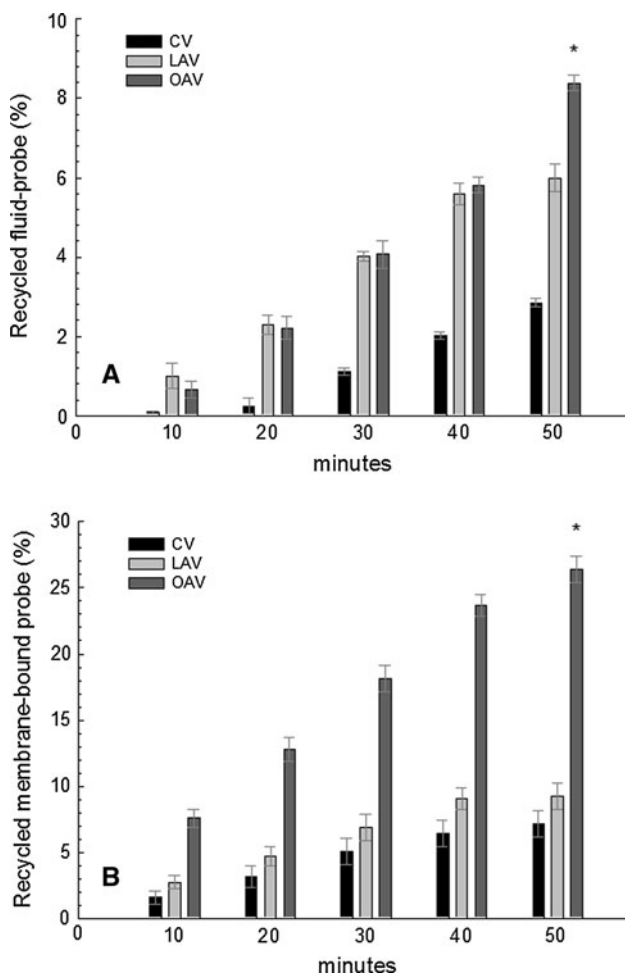 10
8
6
4
2
0
Recycled fluid-probe (%)
CV
LAV
OAV
*
A
0 10 20 30 40 50
minutes
30
25
20
15
10
5
0
Recycled membrane-bound probe (%)
CV
LAV
OAV
*
B
0 10 20 30 40 50
minutes